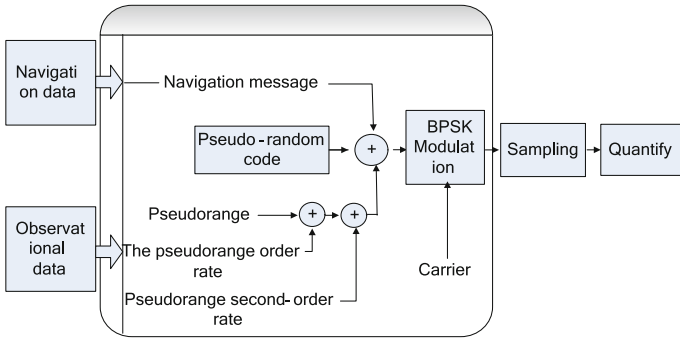 Navigati
on data
Navigation message
Pseudo-random
code
+
BPSK
Modulat
ion
Sampling
Quantify
Observat
ional
data
Pseudorange
+
+
The pseudorange order
rate
Carrier
Pseudorange second-order
rate